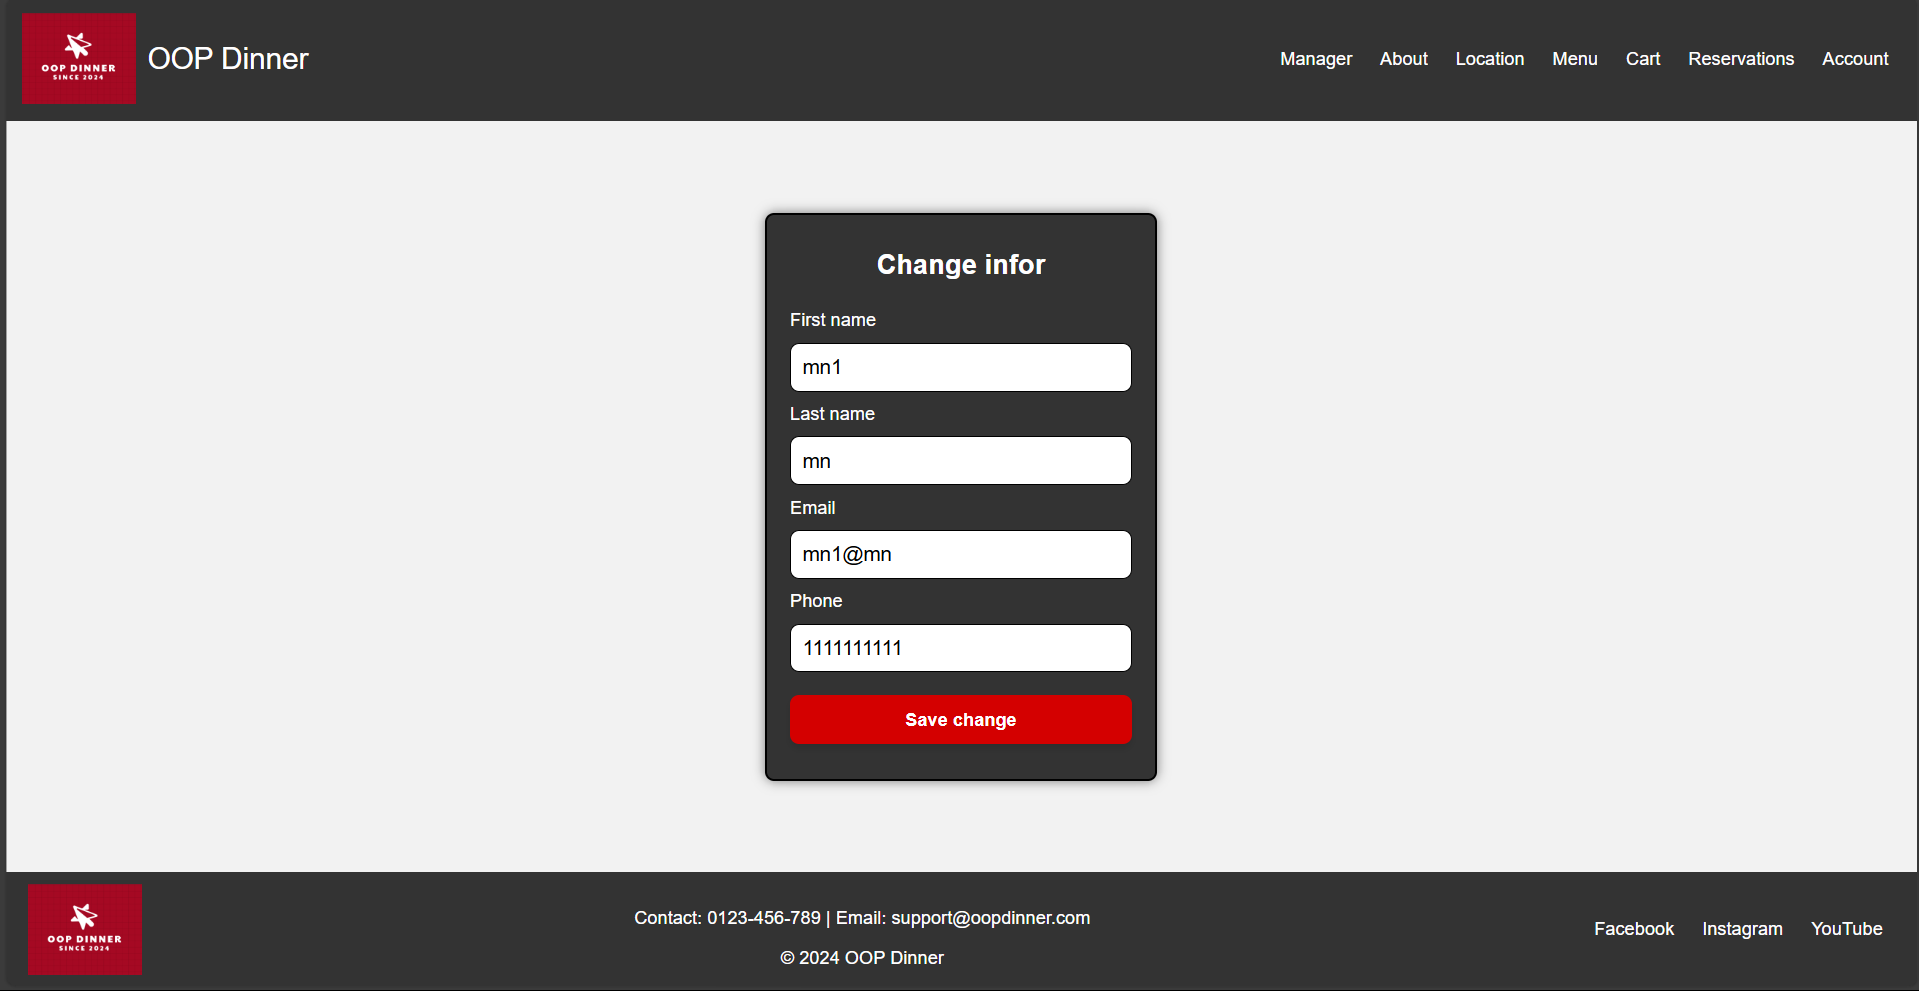 OOP DINNER
SINCE 2024
OOP Dinner
Manager About Location Menu Cart Reservations Account
Change infor
First name
mn1
Last name
mn
Email
mn1@mn
Phone
1111111111
Save change
OOP DINNER
SINCE 2024
Contact: 0123-456-789 | Email: support@oopdinner.com
© 2024 OOP Dinner
Facebook Instagram YouTube